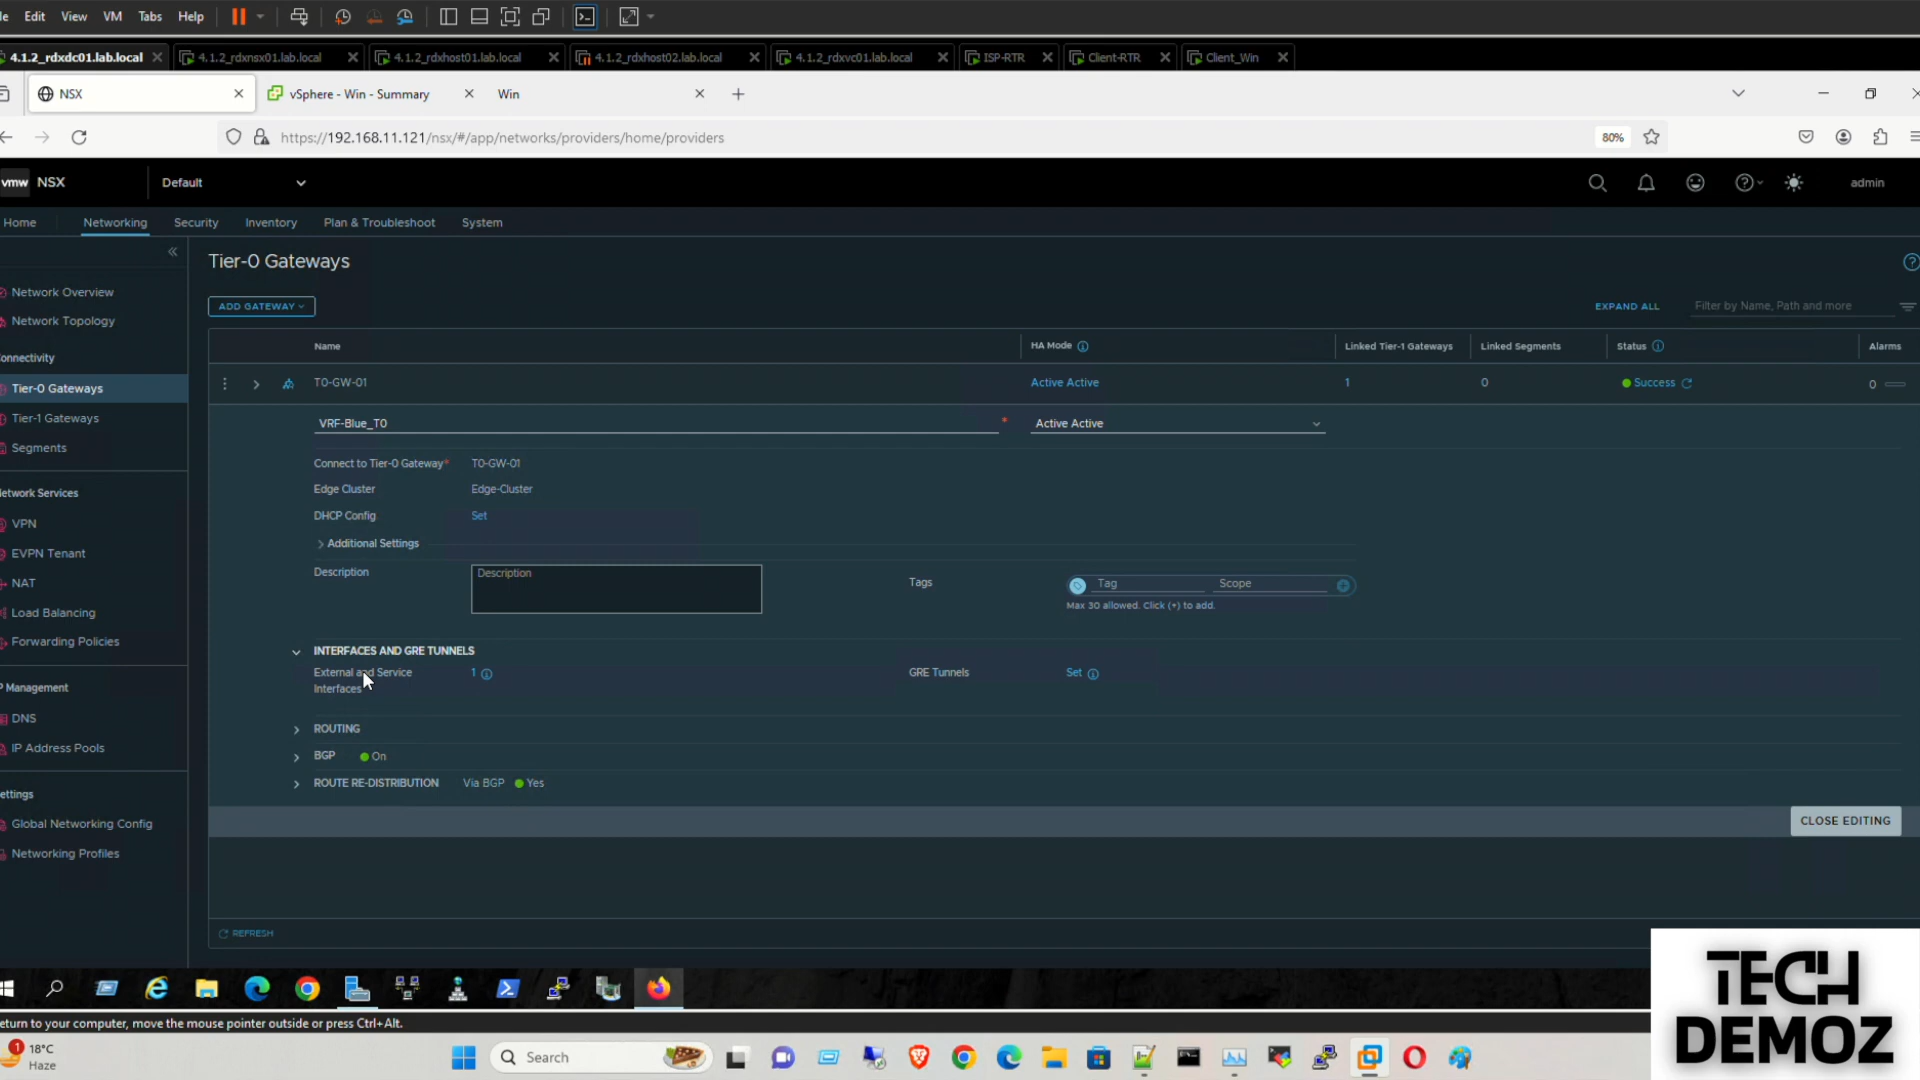 Edit View VM Tabs Help
4.1.2_rdxdc01.lab.local 4.1.2_rdxnsx01.lab.local 4.1.2_rdxhost01.lab.local 4.1.2_rdxhost02.lab.local 4.1.2_rdxvc01.lab.local ISP-RTR Client-RTR Client_Win
NSX vSphere - Win - Summary Win
https://192.168.11.121/nsx/#/app/networks/providers/home/providers 80%
vmw NSX Default admin
Home Networking Security Inventory Plan & Troubleshoot System
Tier-0 Gateways
Network Overview
ADD GATEWAY EXPAND ALL Filter by Name, Path and more
Network Topology
Name HA Mode Linked Tier-1 Gateways Linked Segments Status Alarms
onnectivity
T0-GW-01 Active Active 1 0 Success 0
Tier-0 Gateways
Tier-1 Gateways
VRF-Blue_T0 * Active Active
Segments
Connect to Tier-0 Gateway* T0-GW-01
Edge Cluster Edge-Cluster
etwork Services
DHCP Config Set
VPN
Additional Settings
EVPN Tenant
Description Description
NAT
Tags Tag Scope
Max 30 allowed. Click (+) to add.
Load Balancing
Forwarding Policies
INTERFACES AND GRE TUNNELS
External and Service Interfaces 1 GRE Tunnels Set
P Management
DNS
ROUTING
IP Address Pools
BGP On
ROUTE RE-DISTRIBUTION Via BGP Yes
ettings
Global Networking Config
CLOSE EDITING
Networking Profiles
REFRESH
eturn to your computer, move the mouse pointer outside or press Ctrl+Alt.
1 18°C
Haze
Search
TECH
DEMOZ